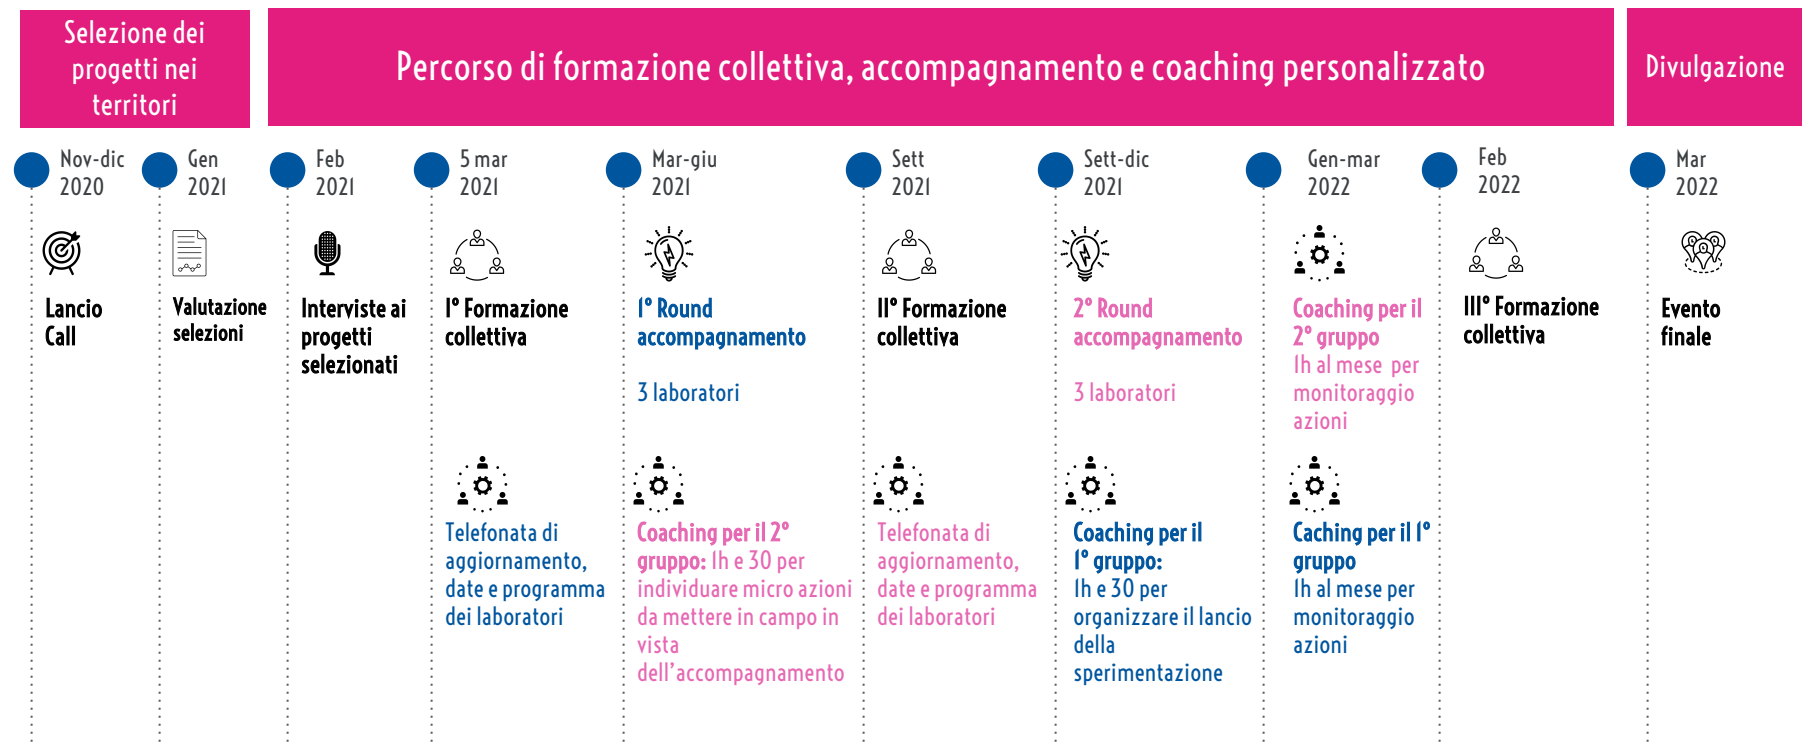 Selezione dei
progetti nei
territori
Percorso di formazione collettiva, accompagnamento e coaching personalizzato
Divulgazione
Nov-dic
2020
Gen
2021
Feb
2021
5 mar
2021
Mar-giu
2021
Sett
2021
Sett-dic
2021
Gen-mar
2022
Feb
2022
Mar
2022
Lancio
Call
Valutazione
selezioni
Interviste ai
progetti
selezionati
I° Formazione
collettiva
1° Round
accompagnamento
3 laboratori
II° Formazione
collettiva
2° Round
accompagnamento
3 laboratori
Coaching per il
2° gruppo
1h al mese per
monitoraggio
azioni
III° Formazione
collettiva
Evento
finale
Telefonata di
aggiornamento,
date e programma
dei laboratori
Coaching per il 2°
gruppo: 1h e 30 per
individuare micro azioni
da mettere in campo in
vista
dell'accompagnamento
Telefonata di
aggiornamento,
date e programma
dei laboratori
Coaching per il
1° gruppo:
1h e 30 per
organizzare il lancio
della
sperimentazione
Caching per il 1°
gruppo
1h al mese per
monitoraggio
azioni